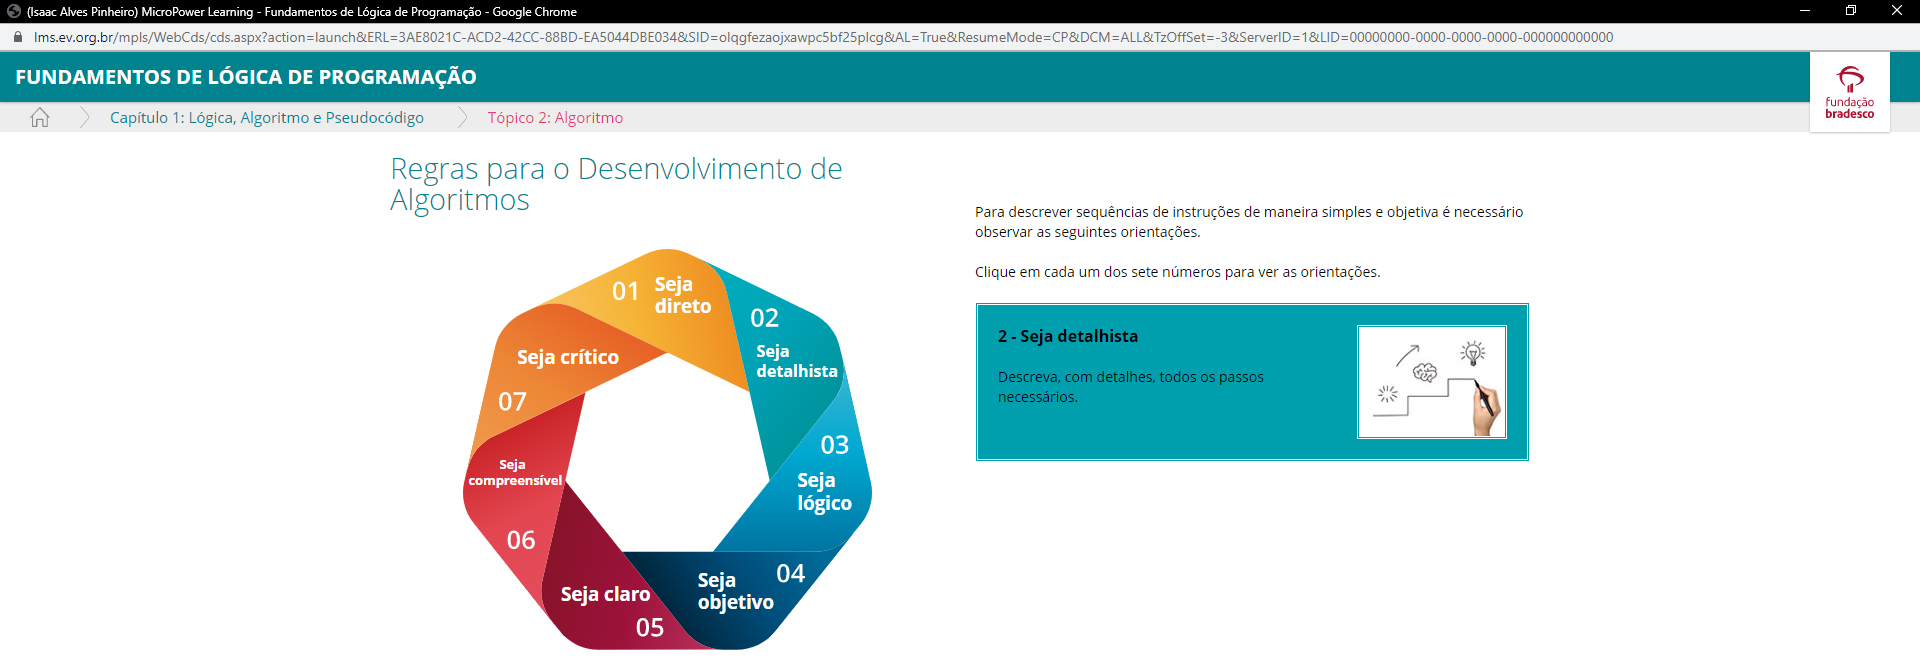 (Isaac Alves Pinheiro) MicroPower Learning - Fundamentos de Lógica de Programação - Google Chrome
lms.ev.org.br/mpls/WebCds/cds.aspx?action=launch&ERL=3AE8021C-ACD2-42CC-88BD-EA5044DBE034&SID=olqgfezaojxawpc5bf25plcg&AL=True&ResumeMode=CP&DCM=ALL&TzOffSet=-3&ServerID=1&LID=00000000-0000-0000-0000-000000000000
FUNDAMENTOS DE LÓGICA DE PROGRAMAÇÃO
fundação
bradesco
Capítulo 1: Lógica, Algoritmo e Pseudocódigo
Tópico 2: Algoritmo
Regras para o Desenvolvimento de
Algoritmos
01 Seja
direto
02
Seja
detalhista
03
Seja
lógico
04
Seja
objetivo
Seja claro
05
Seja
compreensível
06
Seja crítico
07
Para descrever sequências de instruções de maneira simples e objetiva é necessário
observar as seguintes orientações.
Clique em cada um dos sete números para ver as orientações.
2 - Seja detalhista
Descreva, com detalhes, todos os passos
necessários.